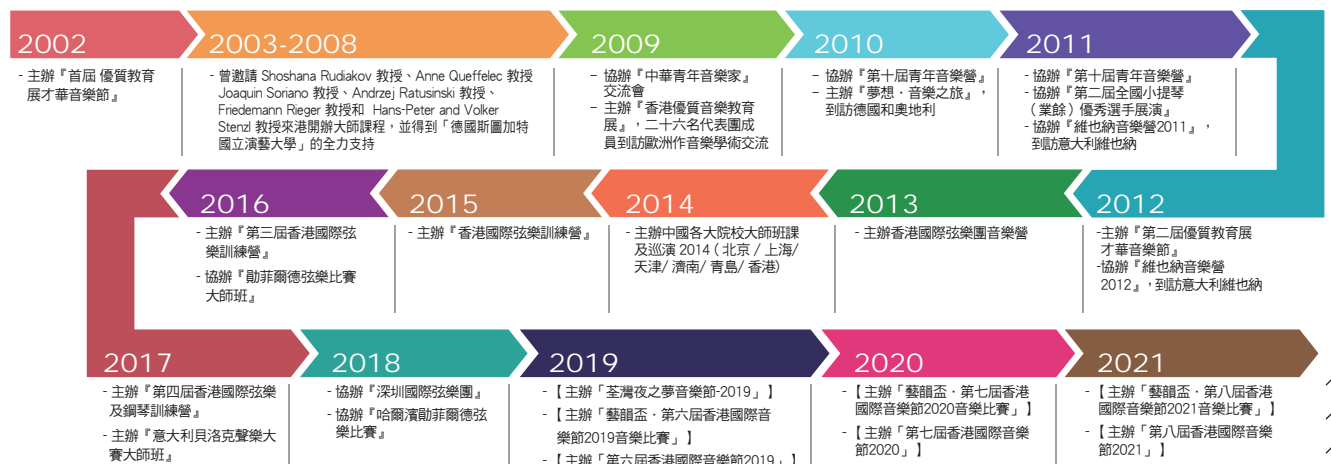 2002
- 主辦『首屆 優質教育
展才華音樂節』
2003-2008
- 曾邀請 Shoshana Rudiakov 教授、Anne Queffelec 教授
Joaquin Soriano 教授、Andrzej Ratusinski 教授、
Friedemann Rieger 教授和 Hans-Peter and Volker
Stenzl 教授來港開辦大師課程，並得到「德國斯圖加特
國立演藝大學」的全力支持
2009
- 協辦『中華青年音樂家』
交流會
- 主辦『香港優質音樂教育
展』，二十六名代表團成
員到訪歐洲作音樂學術交流
2010
- 協辦『第十屆青年音樂營』
- 主辦『夢想．音樂之旅』，
到訪德國和奧地利
2011
- 協辦『第十屆青年音樂營』
- 協辦『第二屆全國小提琴
（業餘）優秀選手展演』
- 協辦『維也納音樂營2011』，
到訪意大利維也納
2012
-主辦『第二屆優質教育展
才華音樂節』
-協辦『維也納音樂營
2012』，到訪意大利維也納
2013
- 主辦香港國際弦樂團音樂營
2014
- 主辦中國各大院校大師班課
及巡演 2014 ( 北京 / 上海/
天津/ 濟南/ 青島/ 香港)
2015
- 主辦『香港國際弦樂訓練營』
2016
- 主辦『第三屆香港國際弦
樂訓練營』
- 協辦『勛菲爾德弦樂比賽
大師班』
2017
- 主辦『第四屆香港國際弦樂
及鋼琴訓練營』
- 主辦『意大利貝洛克聲樂大
賽大師班』
2018
- 協辦『深圳國際弦樂團』
- 協辦『哈爾濱勛菲爾德弦
樂比賽』
2019
- 【主辦「荃灣夜之夢音樂節-2019」】
- 【主辦「藝韻盃．第六屆香港國際音
樂節2019音樂比賽」】
- 【主辦「第六屆香港國際音樂節2019」】
2020
- 【主辦「藝韻盃．第七屆香港
國際音樂節2020音樂比賽」】
- 【主辦「第七屆香港國際音樂
節2020」】
2021
- 【主辦「藝韻盃．第八屆香港
國際音樂節2021音樂比賽」】
- 【主辦「第八屆香港國際音樂
節2021」】